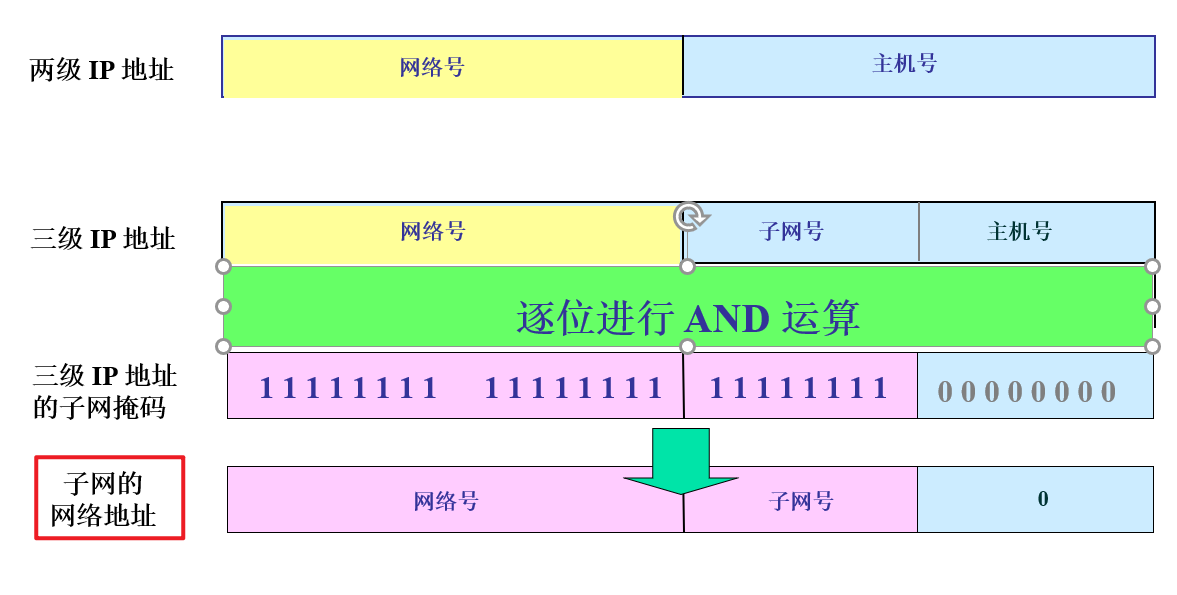 两级 IP 地址
网络号
主机号
三级 IP 地址
网络号
子网号
主机号
逐位进行 AND 运算
三级 IP 地址
的子网掩码
1 1 1 1 1 1 1 1
1 1 1 1 1 1 1 1
1 1 1 1 1 1 1 1
0 0 0 0 0 0 0 0
子网的
网络地址
网络号
子网号
0